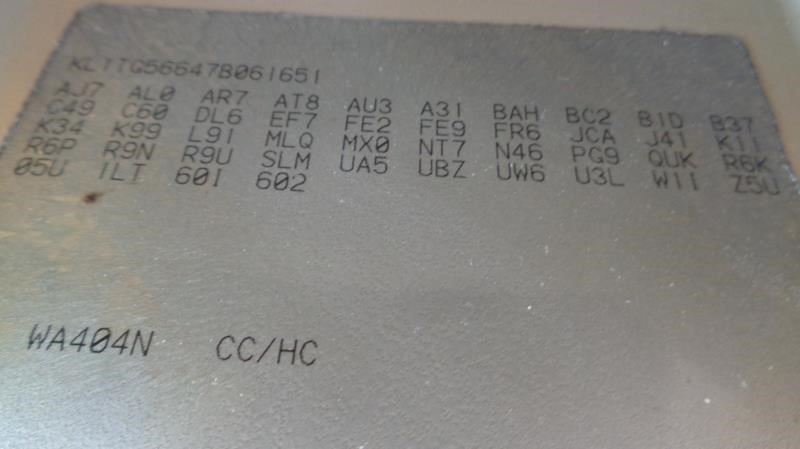 KL1TG56647B061651
AJ7 AL0 AR7 AT8 AU3 A31 BAH BC2 B1D B37
C49 C60 DL6 EF7 FE2 FE9 FR6 JCA J41 K11
K34 K99 L91 MLQ MX0 NT7 N46 PG9 QUK R6K
R6P R9N R9U SLM UA5 UBZ UW6 U3L W11 Z5U
05U 1LT 601 602
WA404N CC/HC